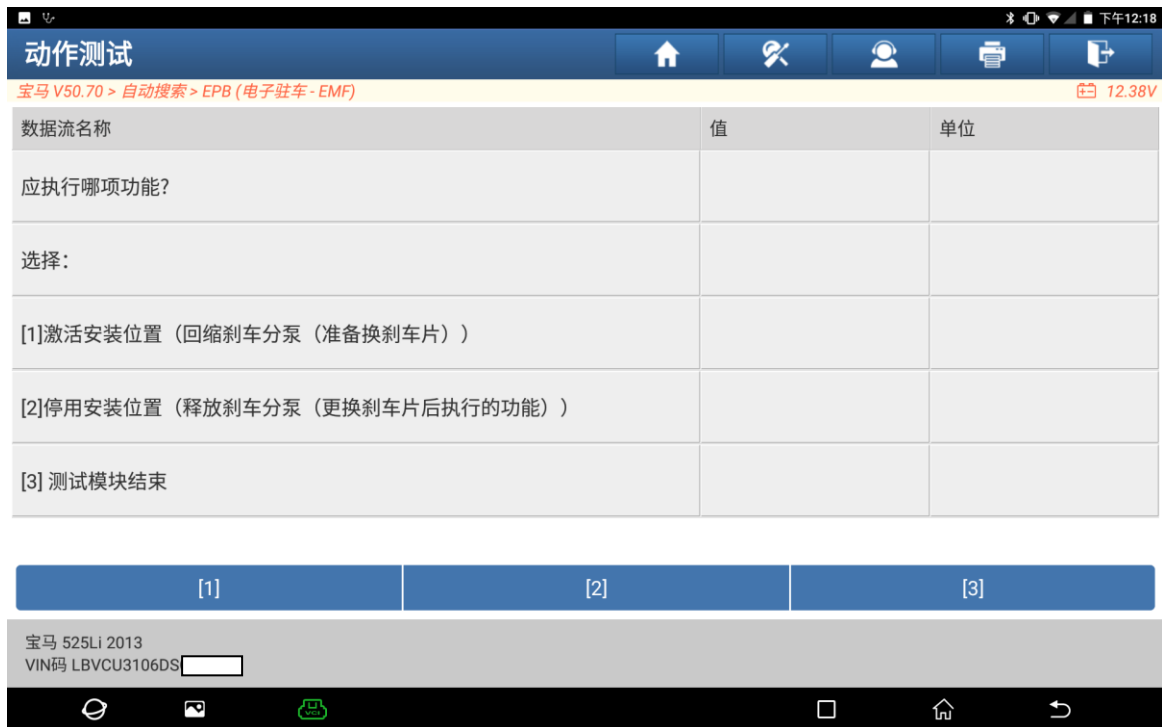 下午12:18
动作测试
宝马 V50.70 > 自动搜索 > EPB (电子驻车 - EMF)
12.38V
数据流名称 值 单位
应执行哪项功能?
选择：
[1]激活安装位置（回缩刹车分泵（准备换刹车片））
[2]停用安装位置（释放刹车分泵（更换刹车片后执行的功能））
[3] 测试模块结束
[1] [2] [3]
宝马 525Li 2013
VIN码 LBVCU3106DS
VCI